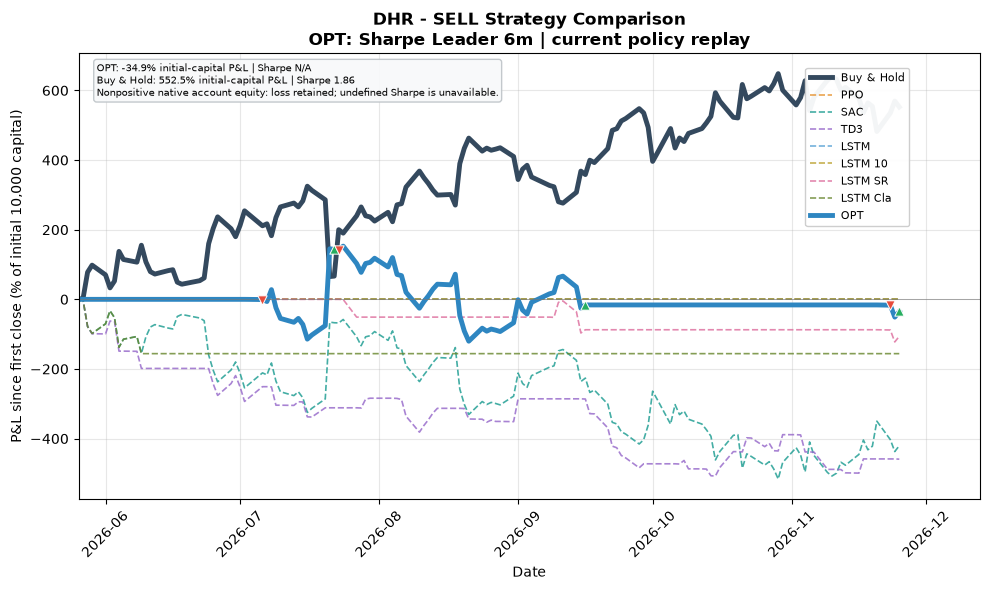 DHR - SELL Strategy Comparison
OPT: Sharpe Leader 6m | current policy replay
OPT: -34.9% initial-capital P&L | Sharpe N/A
Buy & Hold: 552.5% initial-capital P&L | Sharpe 1.86
Nonpositive native account equity: loss retained; undefined Sharpe is unavailable.
Buy & Hold
PPO
SAC
TD3
LSTM
LSTM 10
LSTM SR
LSTM Cla
OPT
P&L since first close (% of initial 10,000 capital)
600
400
200
0
−200
−400
2026-06
2026-07
2026-08
2026-09
2026-10
2026-11
2026-12
Date